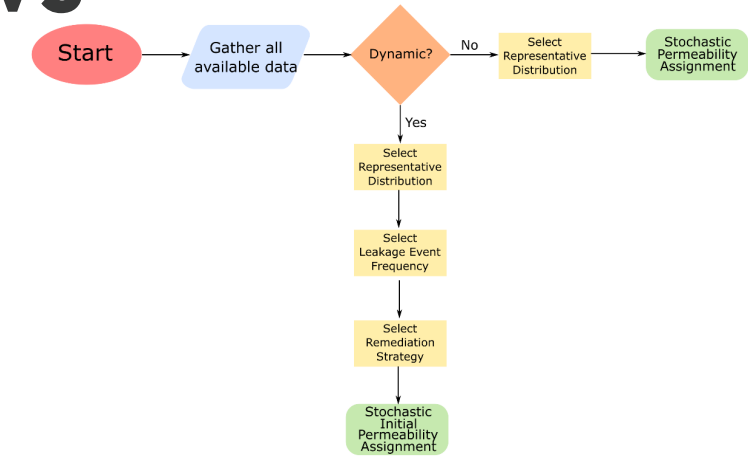 Start
Gather all
available data
Dynamic?
No
Select
Representative
Distribution
Stochastic
Permeability
Assignment
Yes
Select
Representative
Distribution
Select
Leakage Event
Frequency
Select
Remediation
Strategy
Stochastic
Initial
Permeability
Assignment